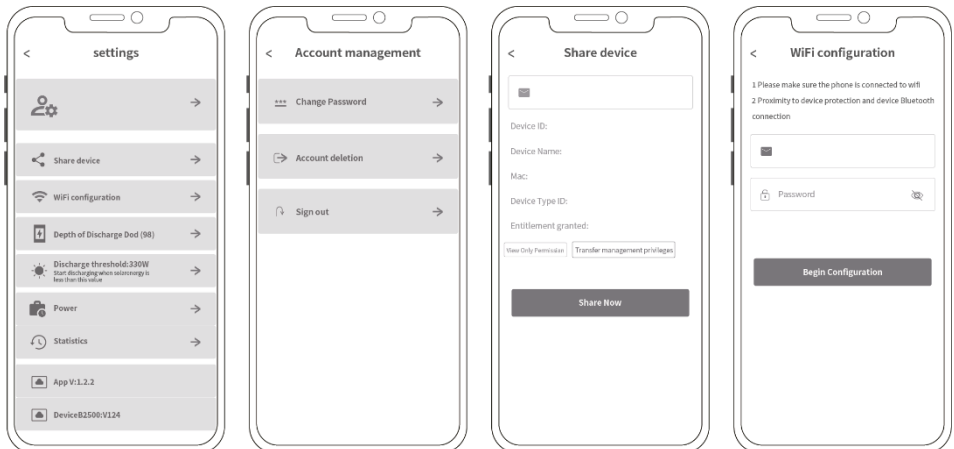 < settings
Share device
WiFi configuration
Depth of Discharge Dod (98)
Discharge threshold:330W
Start discharging when solarenergy is
less than this value
Power
Statistics
App V:1.2.2
DeviceB2500:V124
< Account management
*** Change Password
Account deletion
Sign out
< Share device
Device ID:
Device Name:
Mac:
Device Type ID:
Entitlement granted:
View Only Permission Transfer management privileges
Share Now
< WiFi configuration
1 Please make sure the phone is connected to wifi
2 Proximity to device protection and device Bluetooth
connection
Password
Begin Configuration